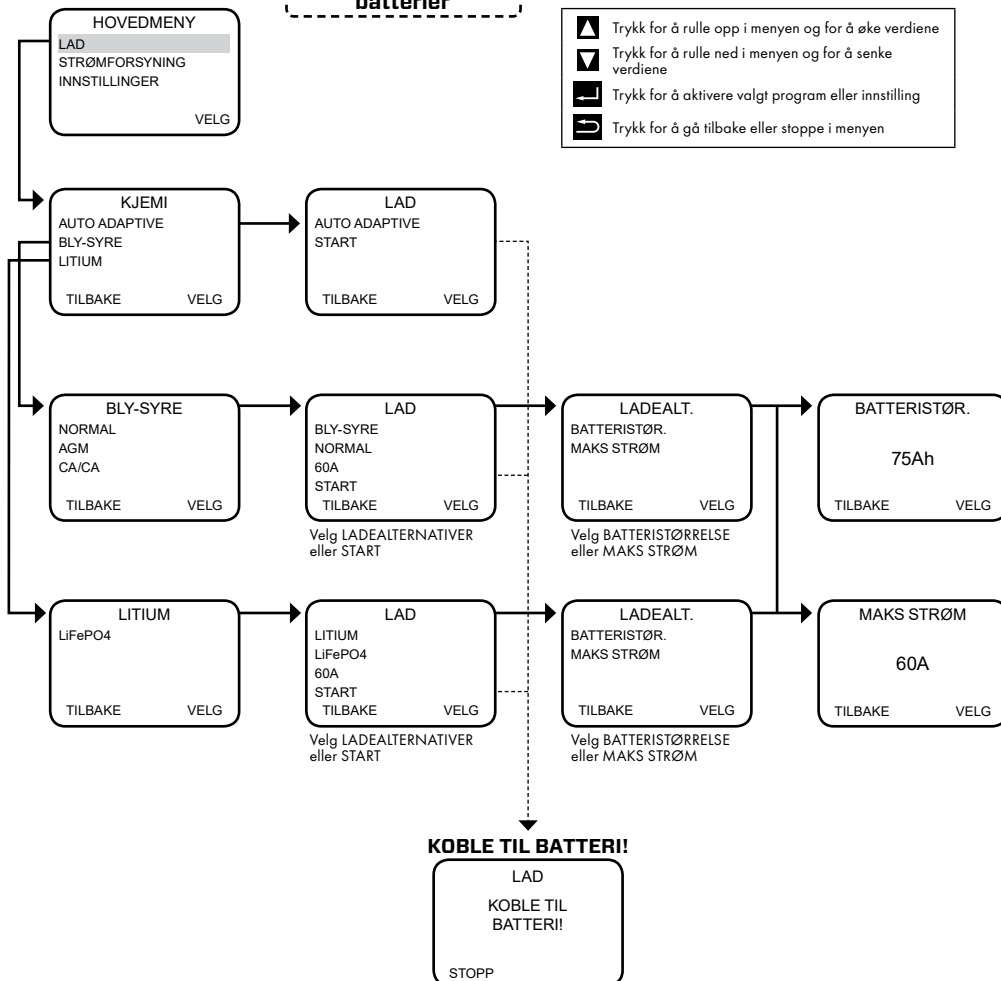 batterier
HOVEDMENY
LAD
STRØMFORSYNING
INNSTILLINGER
VELG
Trykk for å rulle opp i menyen og for å øke verdiene
Trykk for å rulle ned i menyen og for å senke
verdiene
Trykk for å aktivere valgt program eller innstilling
Trykk for å gå tilbake eller stoppe i menyen
KJEMI
AUTO ADAPTIVE
BLY-SYRE
LITIUM
TILBAKE VELG
LAD
AUTO ADAPTIVE
START
TILBAKE VELG
BLY-SYRE
NORMAL
AGM
CA/CA
TILBAKE VELG
LAD
BLY-SYRE
NORMAL
60A
START
TILBAKE VELG
Velg LADEALTERNATIVER
eller START
LADEALT.
BATTERISTØR.
MAKS STRØM
TILBAKE VELG
Velg BATTERISTØRRELSE
eller MAKS STRØM
BATTERISTØR.
75Ah
TILBAKE VELG
LITIUM
LiFePO4
TILBAKE VELG
LAD
LITIUM
LiFePO4
60A
START
TILBAKE VELG
Velg LADEALTERNATIVER
eller START
LADEALT.
BATTERISTØR.
MAKS STRØM
TILBAKE VELG
Velg BATTERISTØRRELSE
eller MAKS STRØM
MAKS STRØM
60A
TILBAKE VELG
KOBLE TIL BATTERI!
LAD
KOBLE TIL
BATTERI!
STOPP